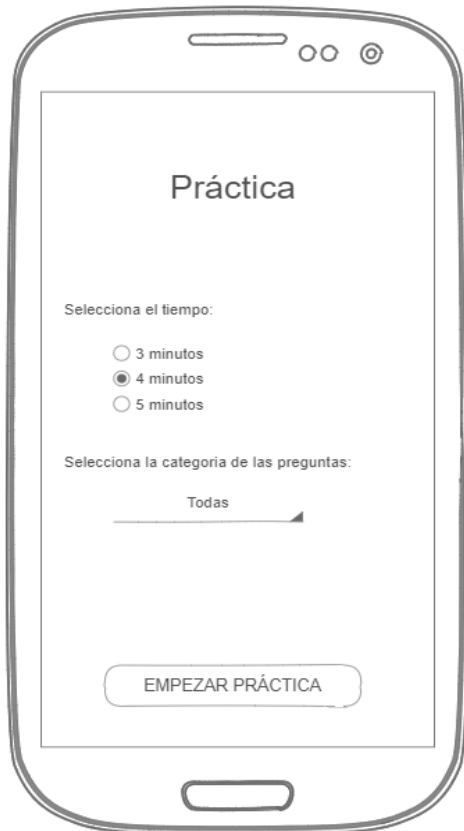 Práctica
Selecciona el tiempo:
3 minutos
4 minutos
5 minutos
Selecciona la categoria de las preguntas:
Todas
EMPEZAR PRÁCTICA